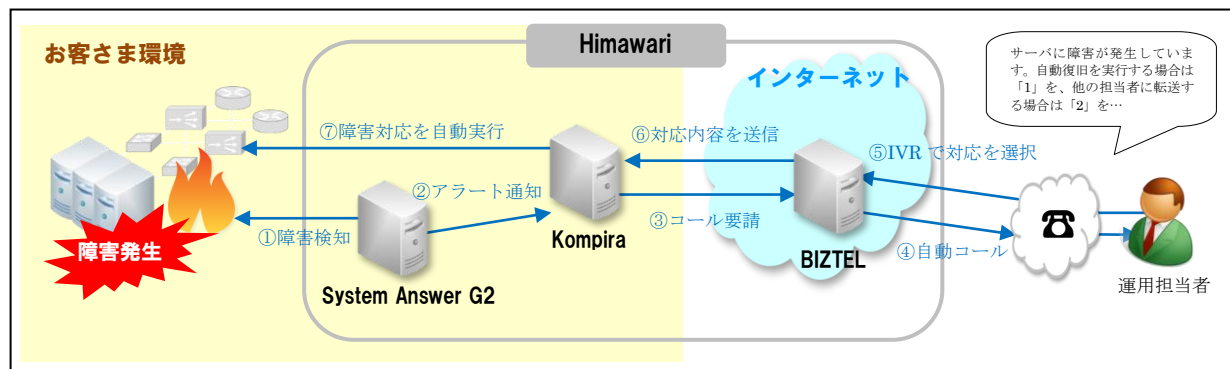 Himawari
お客さま環境
インターネット
サーバに障害が発生していま
す。自動復旧を実行する場合は
「1」を、他の担当者に転送す
る場合は「2」を…
⑦障害対応を自動実行
⑥対応内容を送信
⑤IVR で対応を選択
②アラート通知
③コール要請
①障害検知
④自動コール
障害発生
Kompira
BIZTEL
System Answer G2
運用担当者